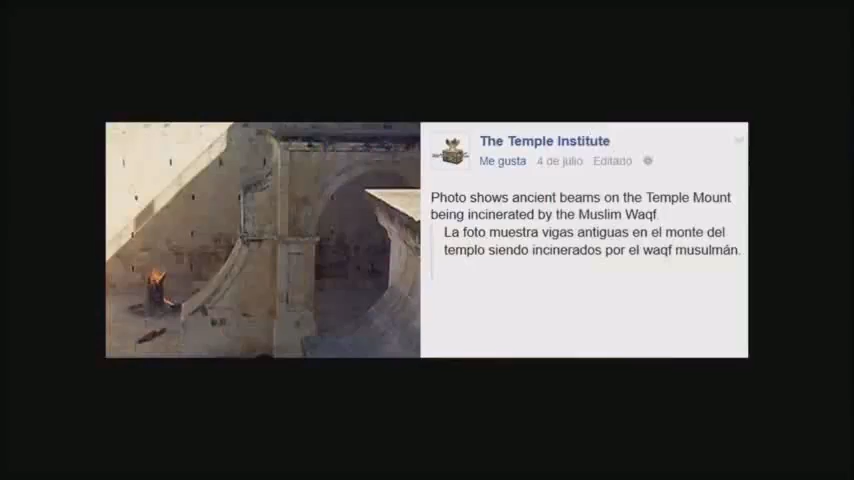 The Temple Institute
Me gusta 4 de julio Editado
Photo shows ancient beams on the Temple Mount
being incinerated by the Muslim Waqf.
La foto muestra vigas antiguas en el monte del
templo siendo incinerados por el waqf musulmán.